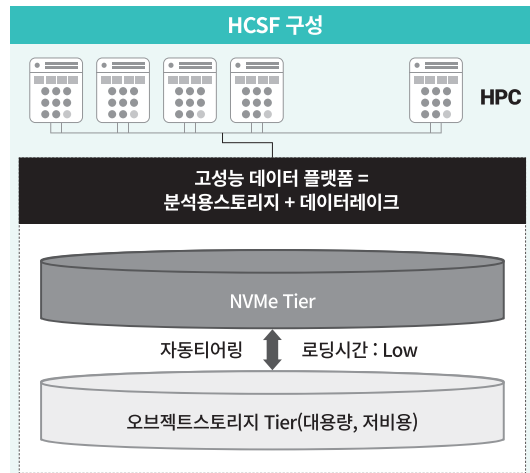 HCSF 구성
HPC
고성능 데이터 플랫폼 =
분석용스토리지 + 데이터레이크
NVMe Tier
자동티어링 로딩시간 : Low
오브젝트스토리지 Tier(대용량, 저비용)